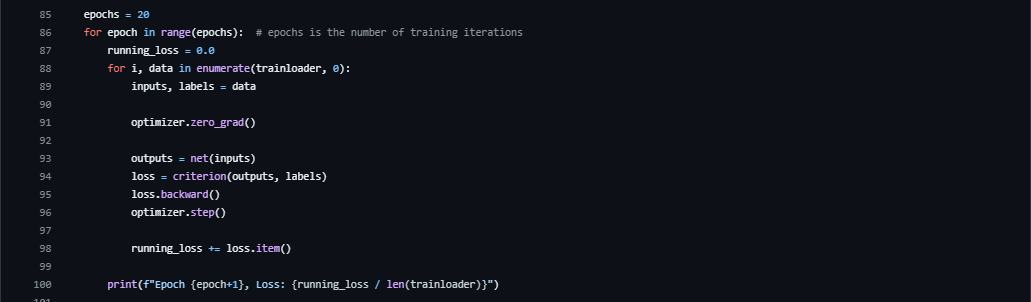 85 epochs = 20
86 for epoch in range(epochs):  # epochs is the number of training iterations
87     running_loss = 0.0
88     for i, data in enumerate(trainloader, 0):
89         inputs, labels = data
90
91         optimizer.zero_grad()
92
93         outputs = net(inputs)
94         loss = criterion(outputs, labels)
95         loss.backward()
96         optimizer.step()
97
98         running_loss += loss.item()
99
100     print(f"Epoch {epoch+1}, Loss: {running_loss / len(trainloader)}")
101